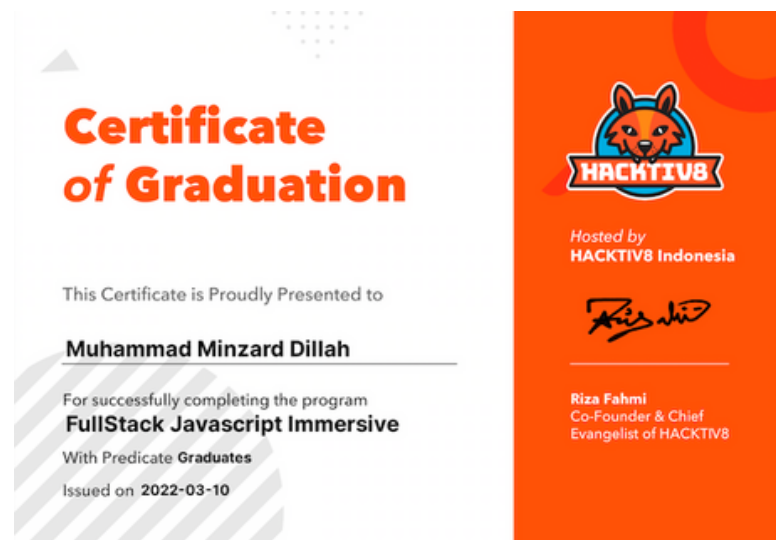 Certificate
of Graduation
This Certificate is Proudly Presented to
Muhammad Minzard Dillah
For successfully completing the program
FullStack Javascript Immersive
With Predicate Graduates
Issued on 2022-03-10
HACKTIV8
Hosted by
HACKTIV8 Indonesia
Riza Fahmi
Co-Founder & Chief
Evangelist of HACKTIV8